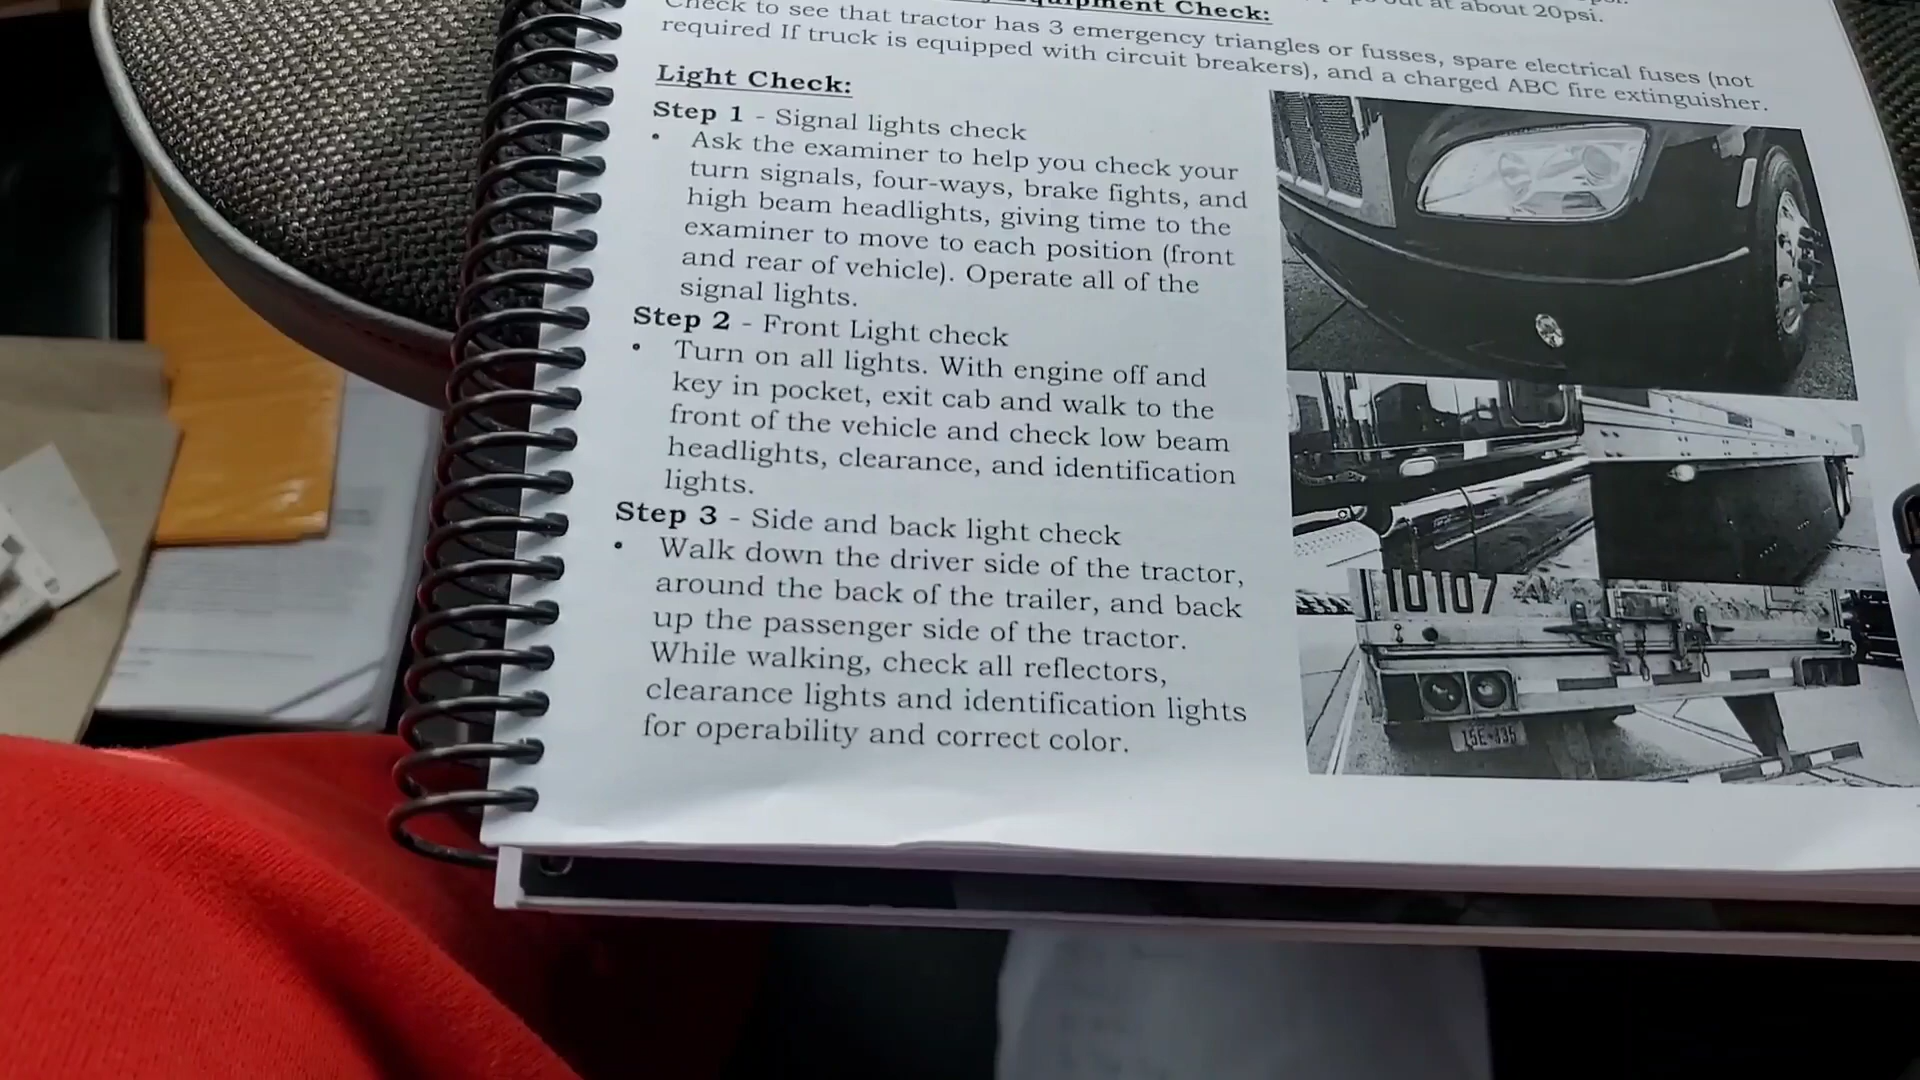 at about 20psi.
Equipment Check:
Check to see that tractor has 3 emergency triangles or fusses, spare electrical fuses (not
required If truck is equipped with circuit breakers), and a charged ABC fire extinguisher.
Light Check:
Step 1 - Signal lights check
• Ask the examiner to help you check your
turn signals, four-ways, brake fights, and
high beam headlights, giving time to the
examiner to move to each position (front
and rear of vehicle). Operate all of the
signal lights.
Step 2 - Front Light check
• Turn on all lights. With engine off and
key in pocket, exit cab and walk to the
front of the vehicle and check low beam
headlights, clearance, and identification
lights.
Step 3 - Side and back light check
• Walk down the driver side of the tractor,
around the back of the trailer, and back
up the passenger side of the tractor.
While walking, check all reflectors,
clearance lights and identification lights
for operability and correct color.
10107